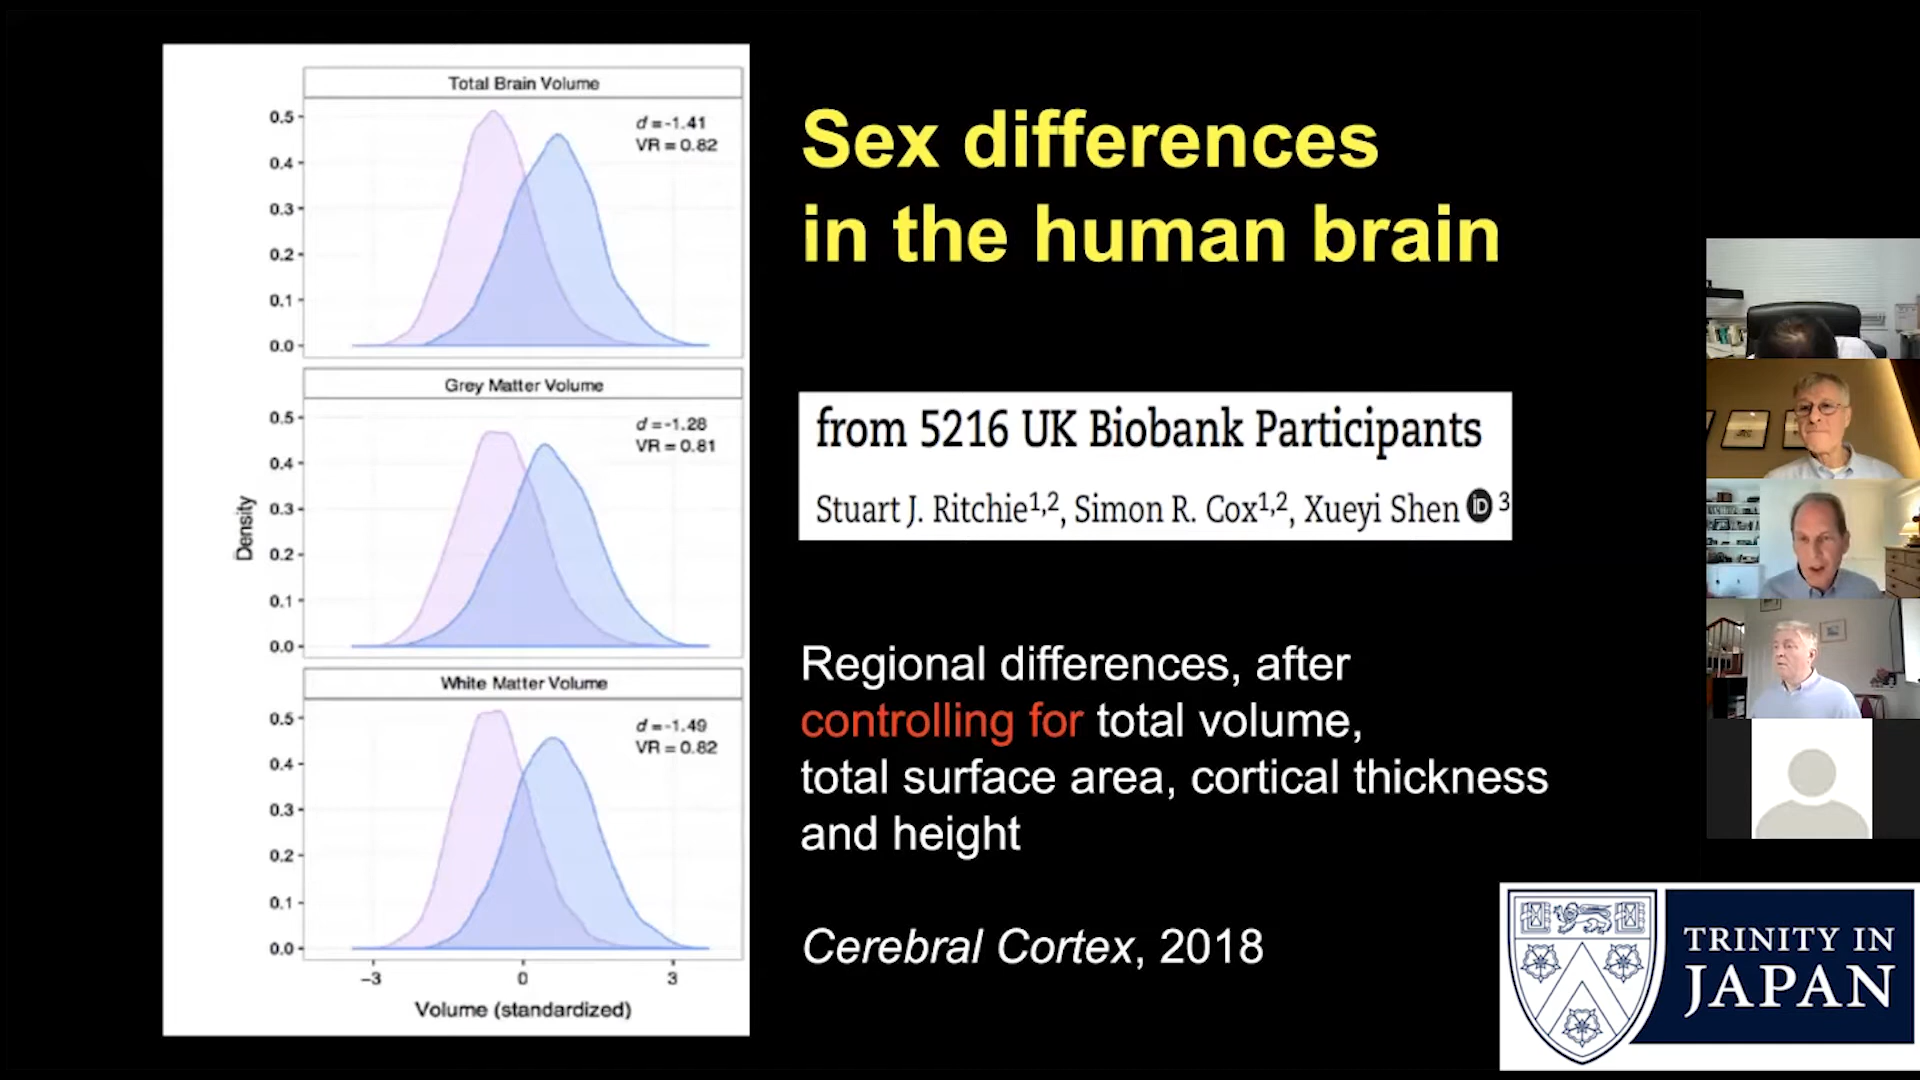 Total Brain Volume
d = -1.41
VR = 0.82
0.5
0.4
0.3
0.2
0.1
0.0
Grey Matter Volume
d = -1.28
VR = 0.81
0.5
0.4
0.3
0.2
0.1
0.0
White Matter Volume
d = -1.49
VR = 0.82
0.5
0.4
0.3
0.2
0.1
0.0
Density
−3 0 3
Volume (standardized)
Sex differences
in the human brain
from 5216 UK Biobank Participants
Stuart J. Ritchie1,2, Simon R. Cox1,2, Xueyi Shen iD 3
Regional differences, after
controlling for total volume,
total surface area, cortical thickness
and height
Cerebral Cortex, 2018
TRINITY IN
JAPAN